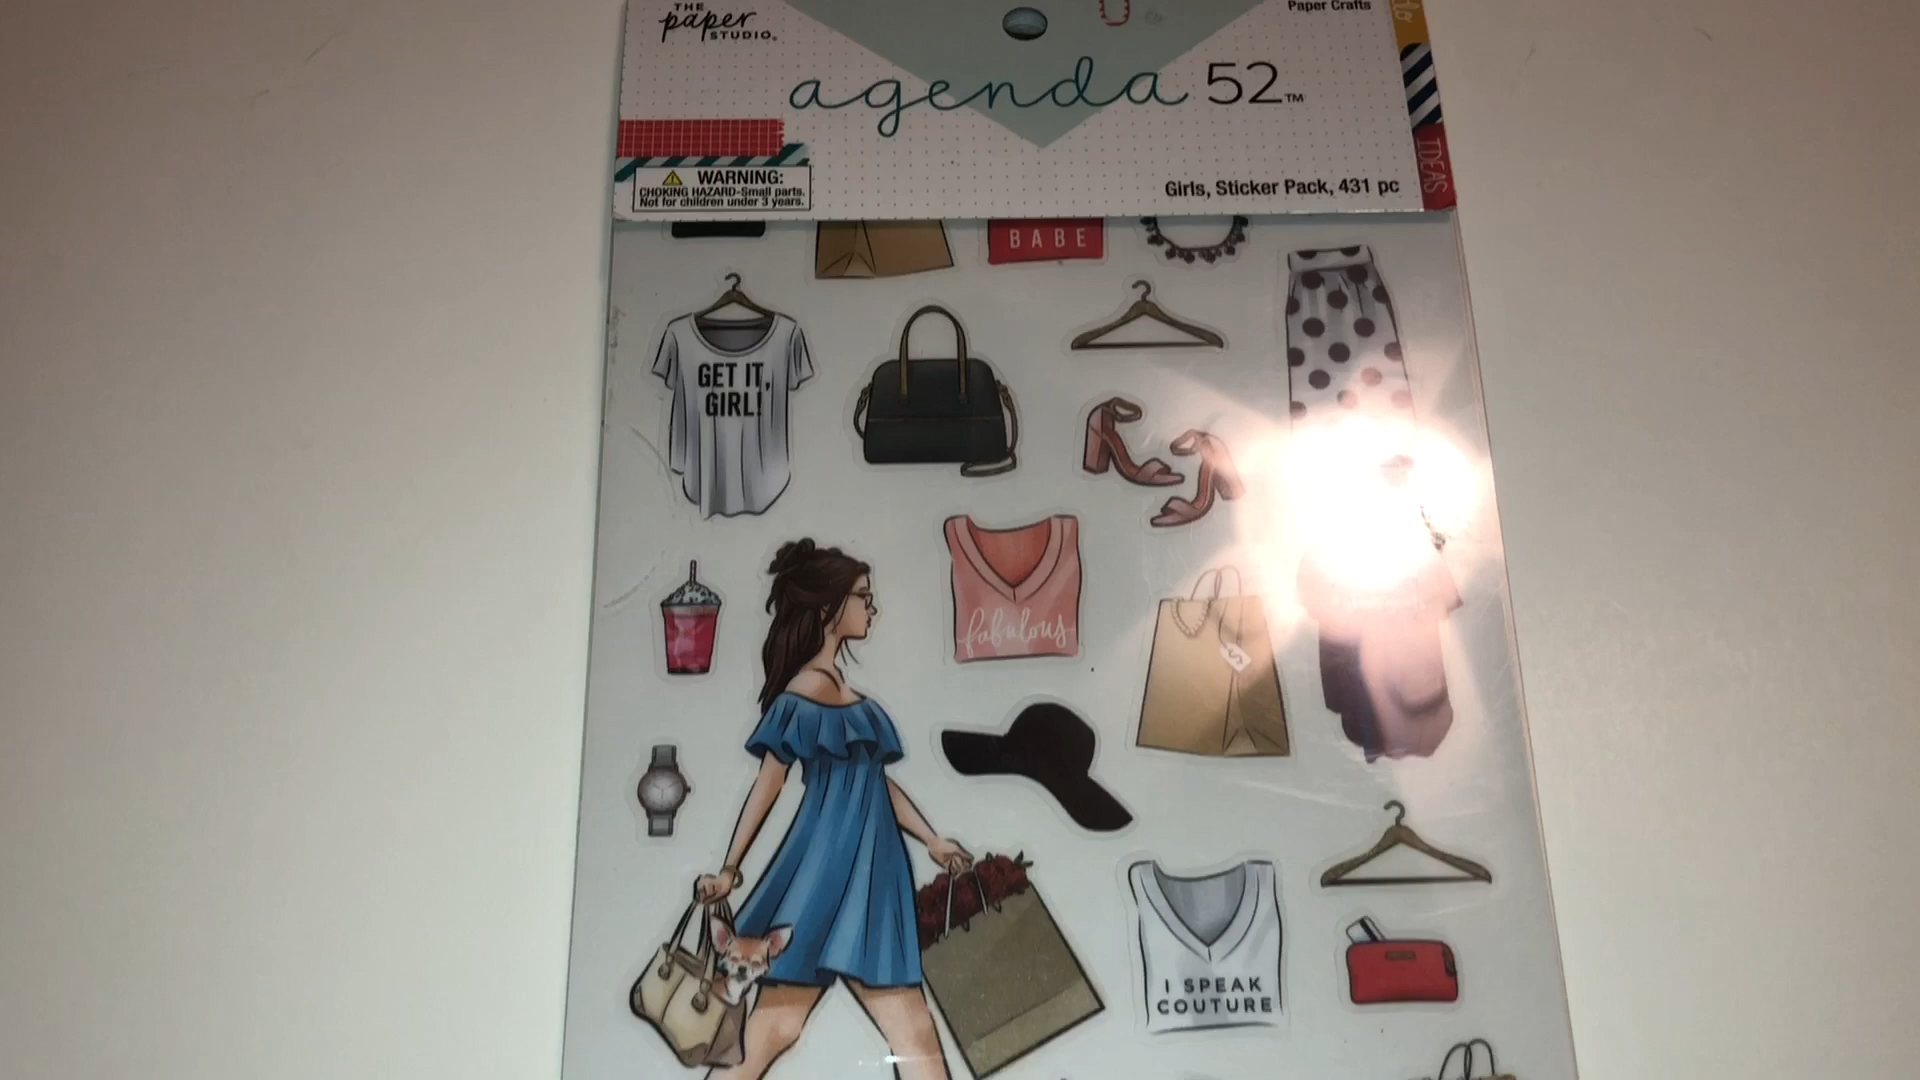 THE
paper
STUDIO®
Paper Crafts
agenda 52™
WARNING:
CHOKING HAZARD-Small parts.
Not for children under 3 years.
Girls, Sticker Pack, 431 pc
IDEAS
BABE
GET IT,
GIRL!
fabulous
$
I SPEAK
COUTURE